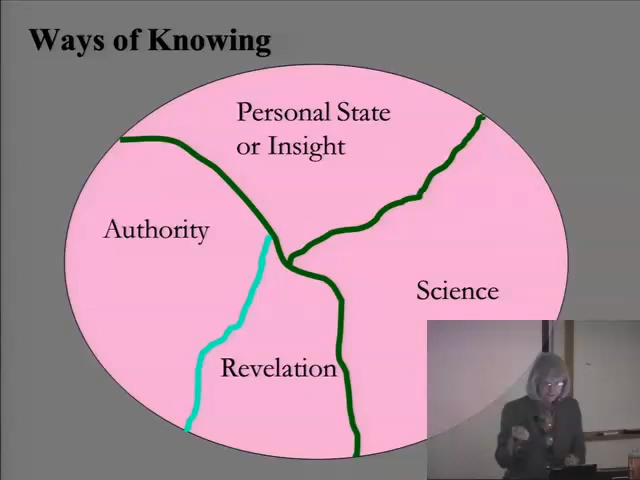 Ways of Knowing
Personal State
or Insight
Authority
Science
Revelation